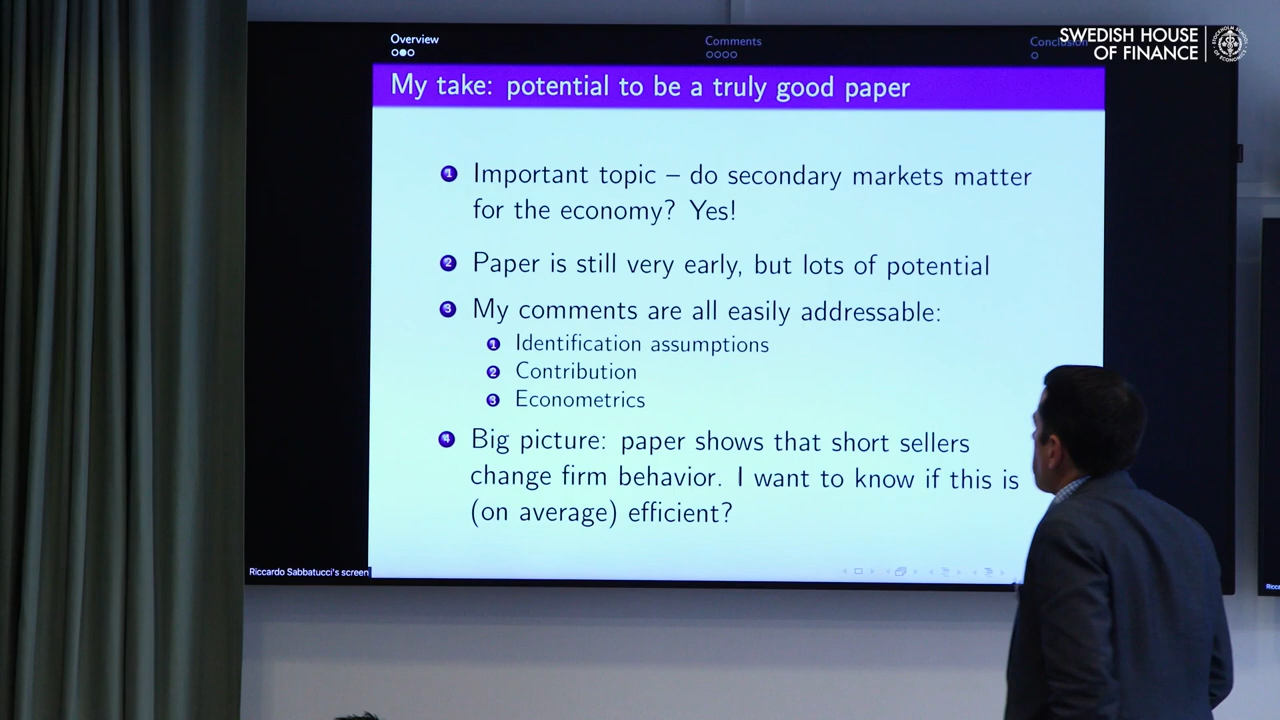 Overview
Comments
Conclusion
SWEDISH HOUSE
OF FINANCE
My take: potential to be a truly good paper
1 Important topic – do secondary markets matter
for the economy? Yes!
2 Paper is still very early, but lots of potential
3 My comments are all easily addressable:
1 Identification assumptions
2 Contribution
3 Econometrics
4 Big picture: paper shows that short sellers
change firm behavior. I want to know if this is
(on average) efficient?
Riccardo Sabbatucci's screen